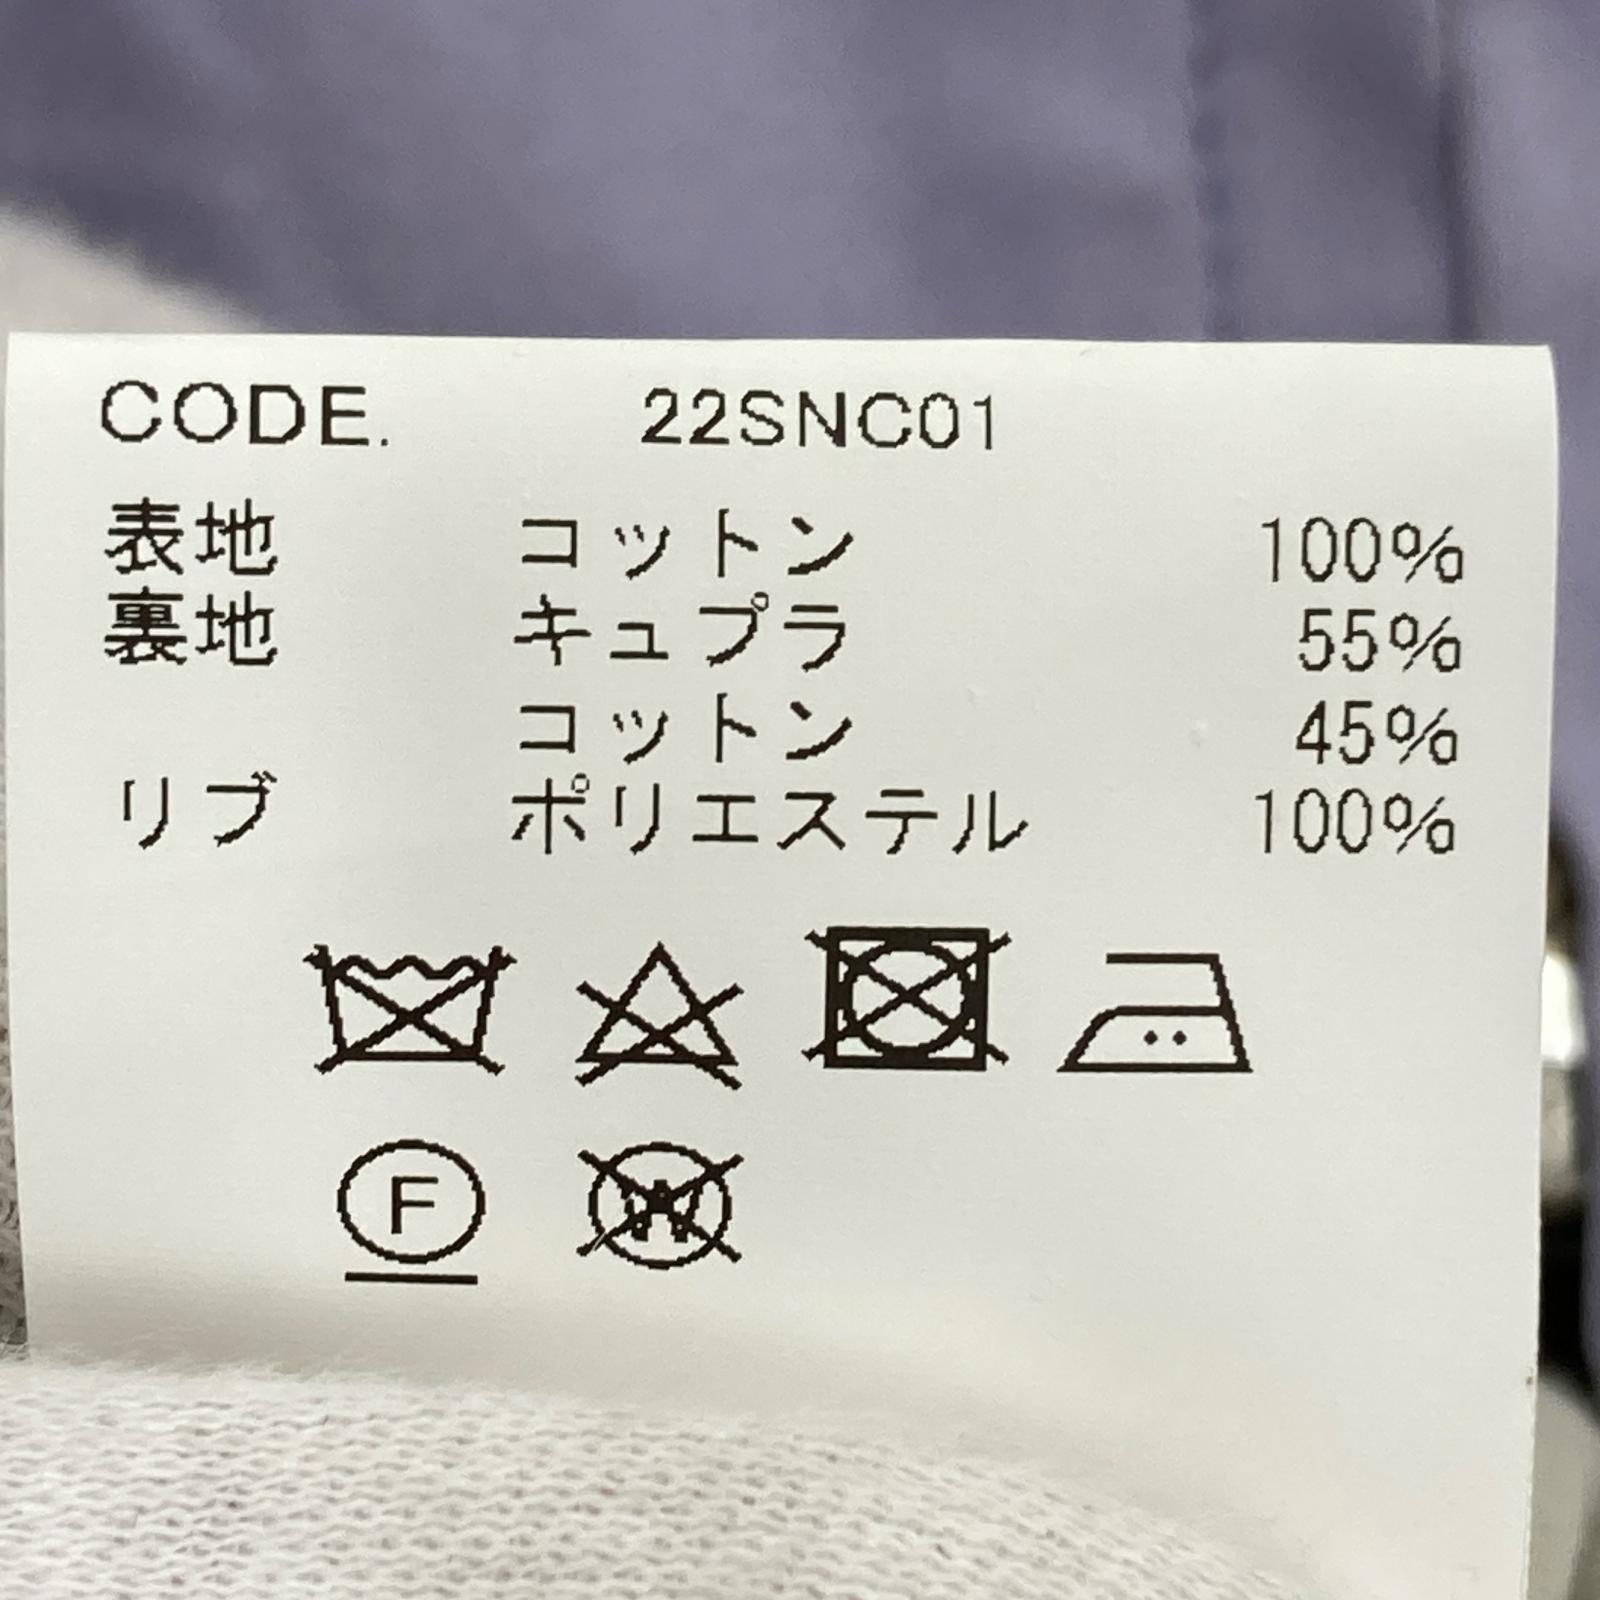 CODE. 22SNC01
表地 コットン 100%
裏地 キュプラ 55%
コットン 45%
リブ ポリエステル 100%
F W